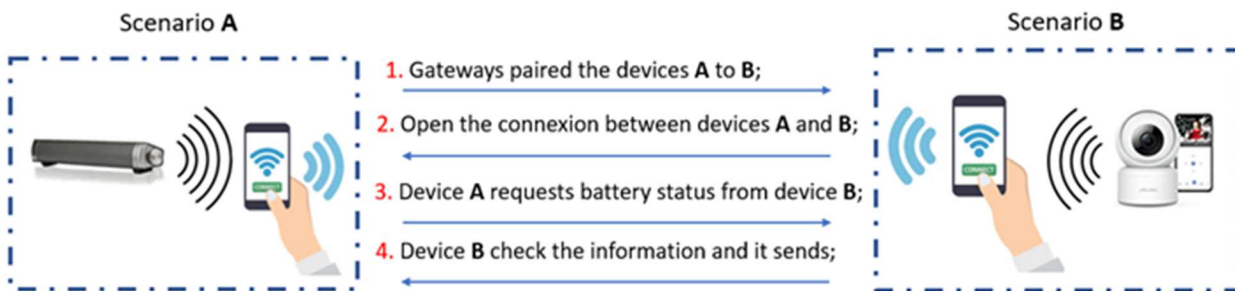 Scenario A
Scenario B
1. Gateways paired the devices A to B;
2. Open the connexion between devices A and B;
3. Device A requests battery status from device B;
4. Device B check the information and it sends;
CONNECT
CONNECT